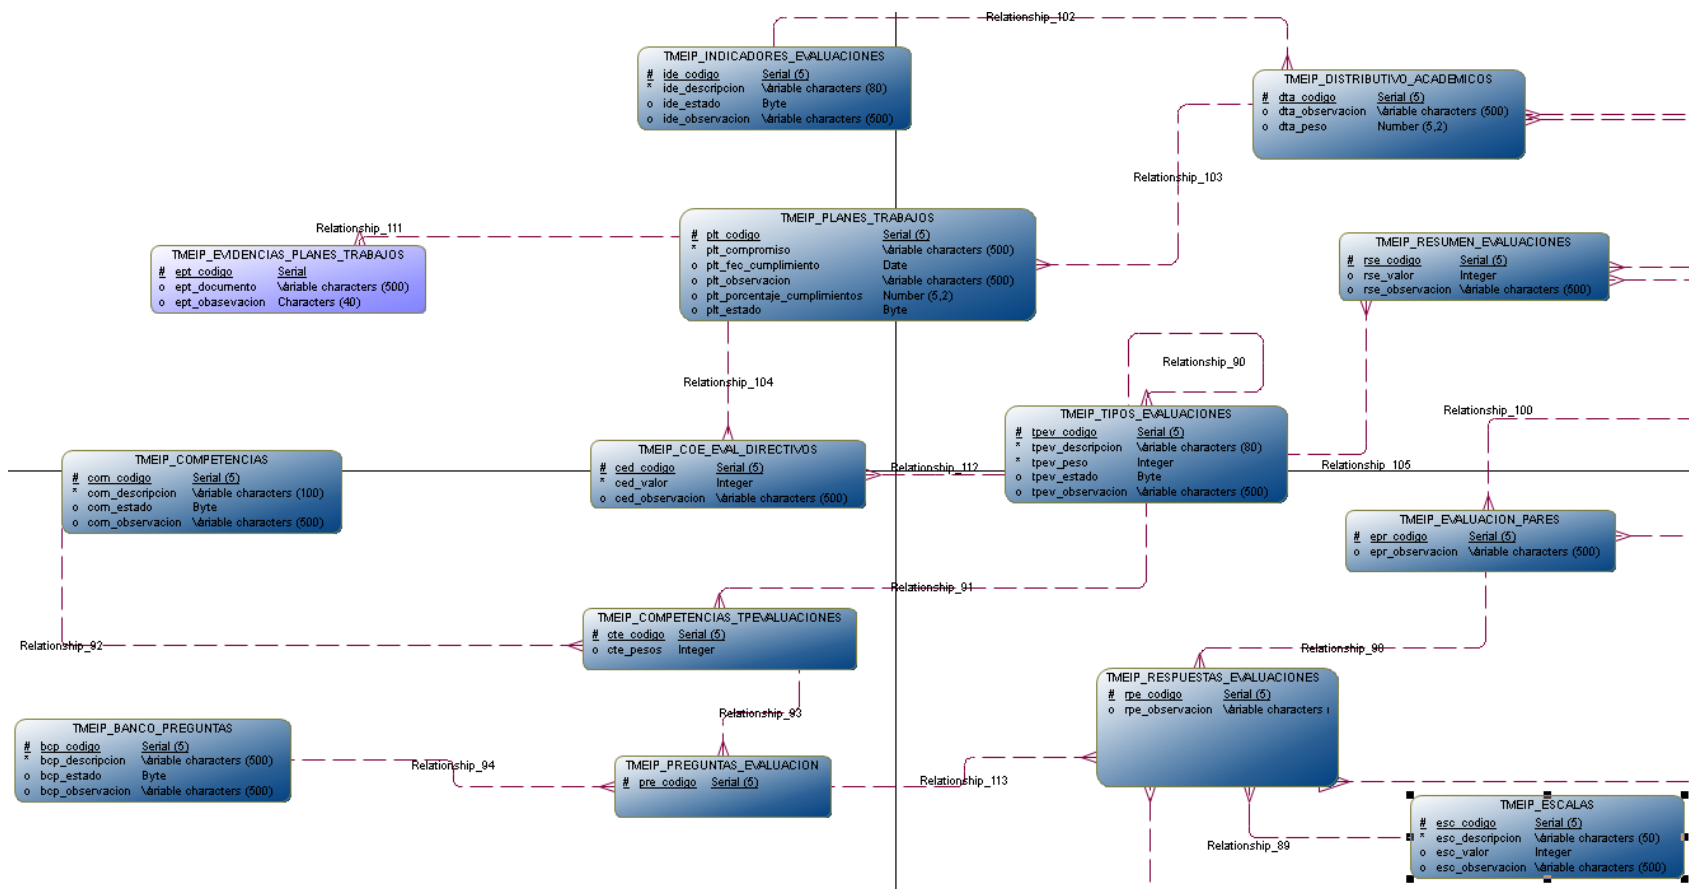 Relationship_102
TMEIP_INDICADORES_EVALUACIONES
# ide_codigo Serial (5)
* ide_descripcion Variable characters (80)
o ide_estado Byte
o ide_observacion Variable characters (500)
TMEIP_DISTRIBUTIVO_ACADEMICOS
# dta_codigo Serial (5)
o dta_observacion Variable characters (500)
o dta_peso Number (5,2)
Relationship_103
TMEIP_PLANES_TRABAJOS
# plt_codigo Serial (5)
* plt_compromiso Variable characters (500)
o plt_fec_cumplimiento Date
o plt_observacion Variable characters (500)
o plt_porcentaje_cumplimientos Number (5,2)
o plt_estado Byte
Relationship_111
TMEIP_EVIDENCIAS_PLANES_TRABAJOS
# ept_codigo Serial
o ept_documento Variable characters (500)
o ept_obasevacion Characters (40)
TMEIP_RESUMEN_EVALUACIONES
# rse_codigo Serial (5)
o rse_valor Integer
o rse_observacion Variable characters (500)
Relationship_90
Relationship_104
TMEIP_TIPOS_EVALUACIONES
# tpev_codigo Serial (5)
* tpev_descripcion Variable characters (80)
* tpev_peso Integer
o tpev_estado Byte
o tpev_observacion Variable characters (500)
Relationship_100
TMEIP_COE_EVAL_DIRECTIVOS
# ced_codigo Serial (5)
* ced_valor Integer
o ced_observacion Variable characters (500)
Relationship_112
Relationship_105
TMEIP_COMPETENCIAS
# com_codigo Serial (5)
* com_descripcion Variable characters (100)
o com_estado Byte
o com_observacion Variable characters (500)
TMEIP_EVALUACION_PARES
# epr_codigo Serial (5)
o epr_observacion Variable characters (500)
Relationship_91
TMEIP_COMPETENCIAS_TPEVALUACIONES
# cte_codigo Serial (5)
o cte_pesos Integer
Relationship_92
Relationship_98
TMEIP_RESPUESTAS_EVALUACIONES
# rpe_codigo Serial (5)
o rpe_observacion Variable characters
Relationship_93
TMEIP_BANCO_PREGUNTAS
# bcp_codigo Serial (5)
* bcp_descripcion Variable characters (500)
o bcp_estado Byte
o bcp_observacion Variable characters (500)
Relationship_94
TMEIP_PREGUNTAS_EVALUACION
# pre_codigo Serial (5)
Relationship_113
TMEIP_ESCALAS
# esc_codigo Serial (5)
* esc_descripcion Variable characters (50)
o esc_valor Integer
o esc_observacion Variable characters (500)
Relationship_89